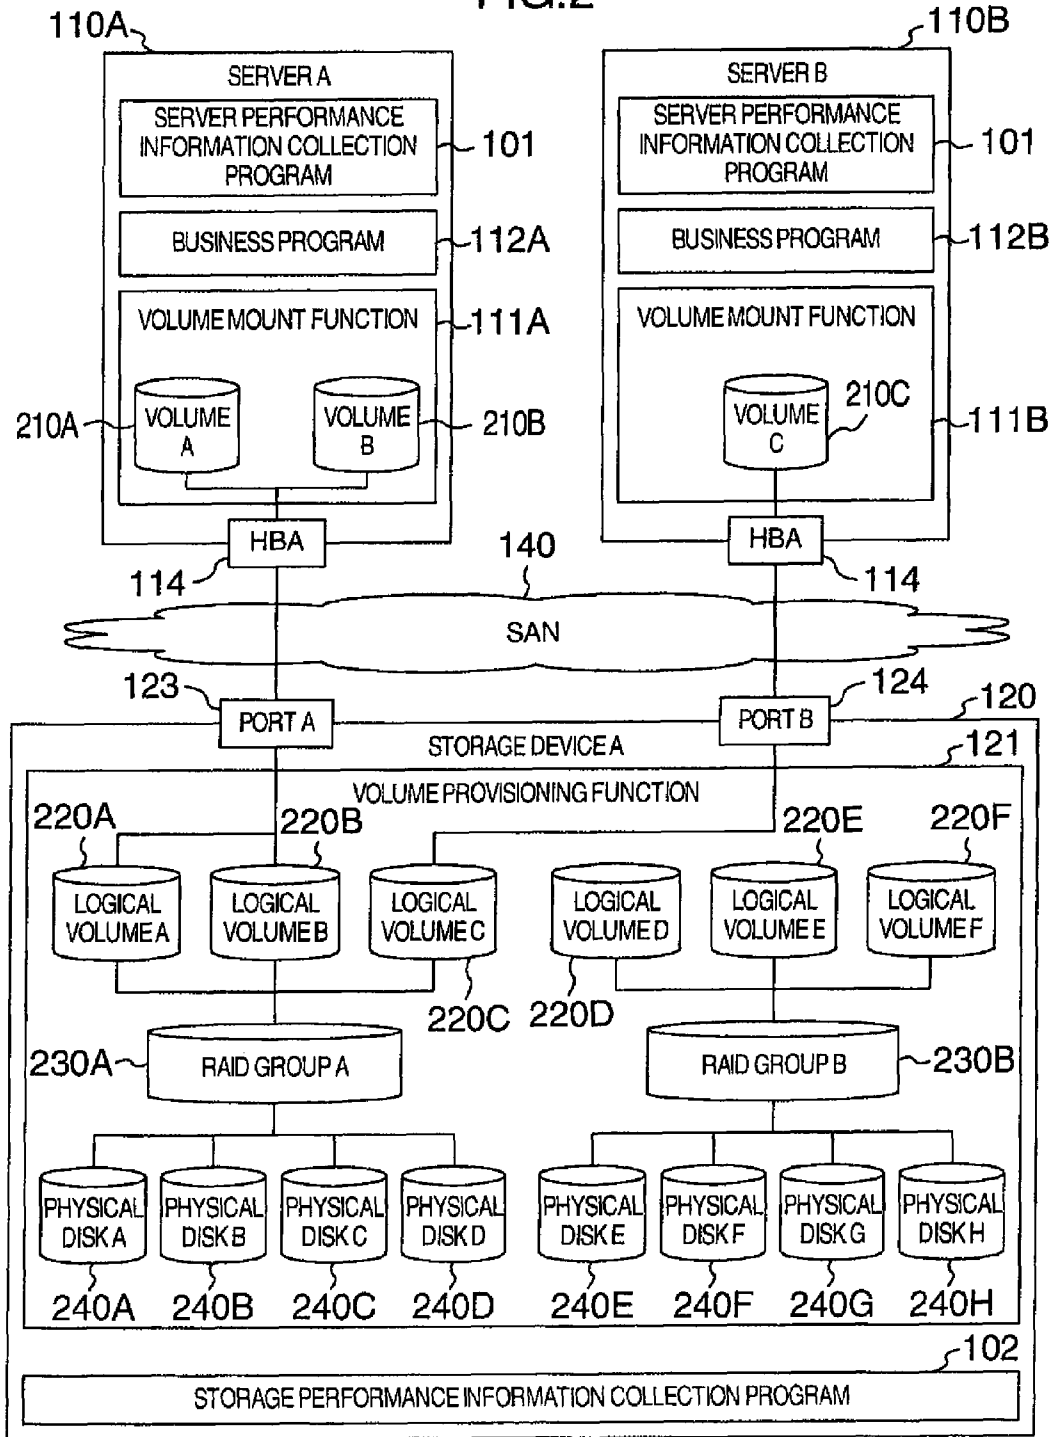 FIG.2
110A
110B
SERVER A
SERVER PERFORMANCE
INFORMATION COLLECTION
PROGRAM
101
BUSINESS PROGRAM
112A
VOLUME MOUNT FUNCTION
111A
210A
VOLUME
A
VOLUME
B
210B
HBA
114
SERVER B
SERVER PERFORMANCE
INFORMATION COLLECTION
PROGRAM
101
BUSINESS PROGRAM
112B
VOLUME MOUNT FUNCTION
111B
VOLUME
C
210C
HBA
114
140
SAN
123
PORT A
PORT B
124
120
STORAGE DEVICE A
121
VOLUME PROVISIONING FUNCTION
220A
220B
220E
220F
LOGICAL
VOLUME A
LOGICAL
VOLUME B
LOGICAL
VOLUME C
LOGICAL
VOLUME D
LOGICAL
VOLUME E
LOGICAL
VOLUME F
220C
220D
230A
RAID GROUP A
RAID GROUP B
230B
PHYSICAL
DISK A
PHYSICAL
DISK B
PHYSICAL
DISK C
PHYSICAL
DISK D
PHYSICAL
DISK E
PHYSICAL
DISK F
PHYSICAL
DISK G
PHYSICAL
DISK H
240A
240B
240C
240D
240E
240F
240G
240H
102
STORAGE PERFORMANCE INFORMATION COLLECTION PROGRAM